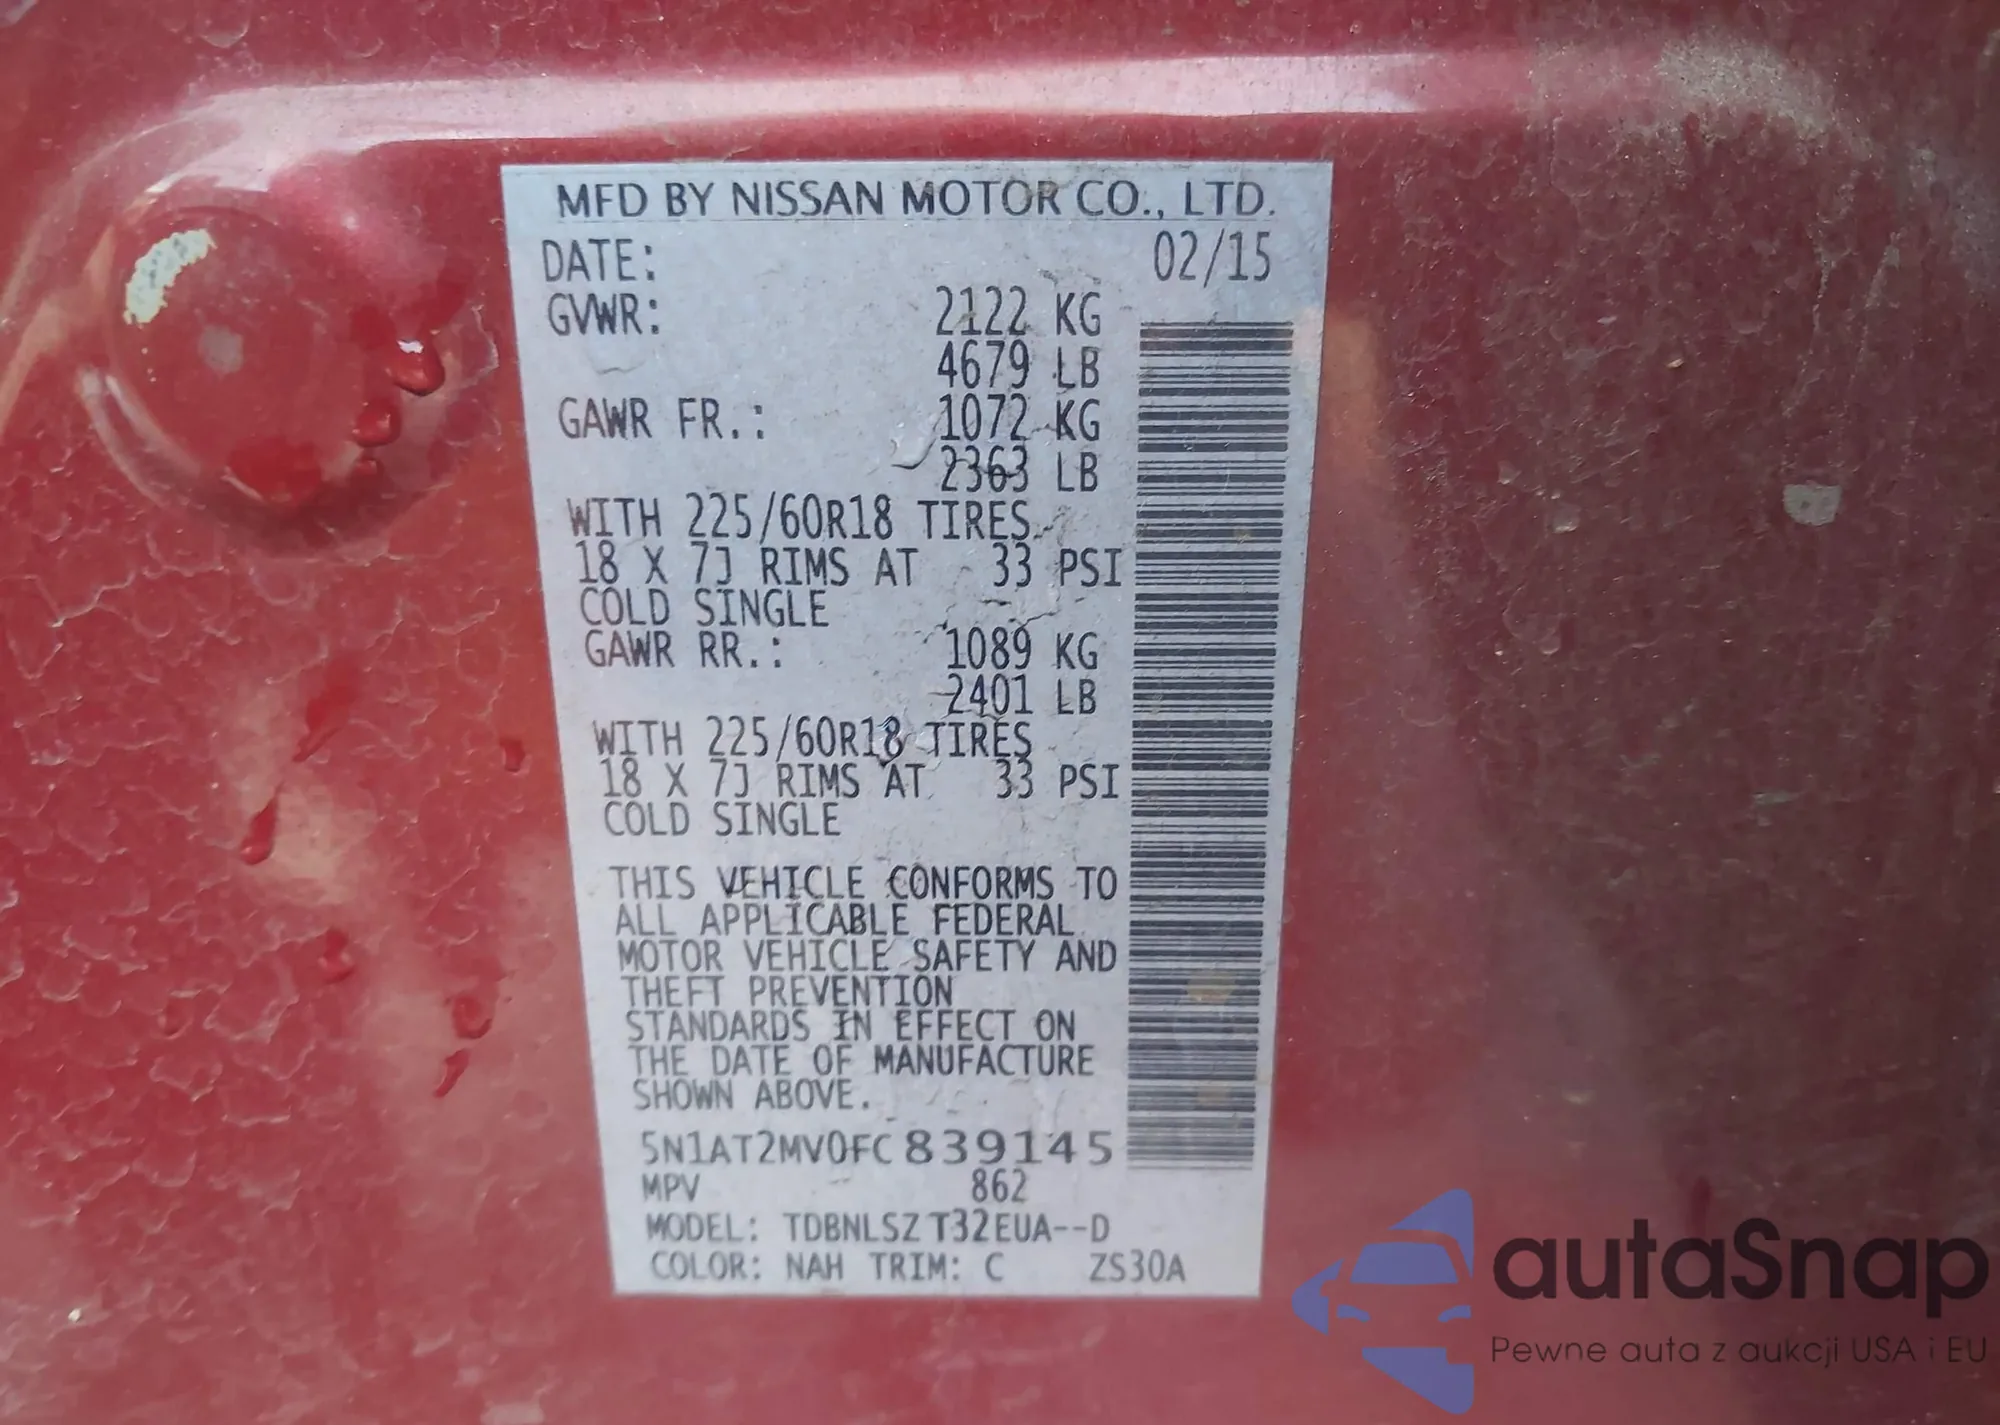 MFD BY NISSAN MOTOR CO., LTD.
DATE: 02/15
GVWR: 2122 KG
4679 LB
GAWR FR.: 1072 KG
2363 LB
WITH 225/60R18 TIRES
18 X 7J RIMS AT 33 PSI
COLD SINGLE
GAWR RR.: 1089 KG
2401 LB
WITH 225/60R18 TIRES
18 X 7J RIMS AT 33 PSI
COLD SINGLE
THIS VEHICLE CONFORMS TO
ALL APPLICABLE FEDERAL
MOTOR VEHICLE SAFETY AND
THEFT PREVENTION
STANDARDS IN EFFECT ON
THE DATE OF MANUFACTURE
SHOWN ABOVE.
5N1AT2MV0FC839145
MPV 862
MODEL: TDBNLSZ T32EUA--D
COLOR: NAH TRIM: C ZS30A
autoSnap
Pewne auta z aukcji USA i EU